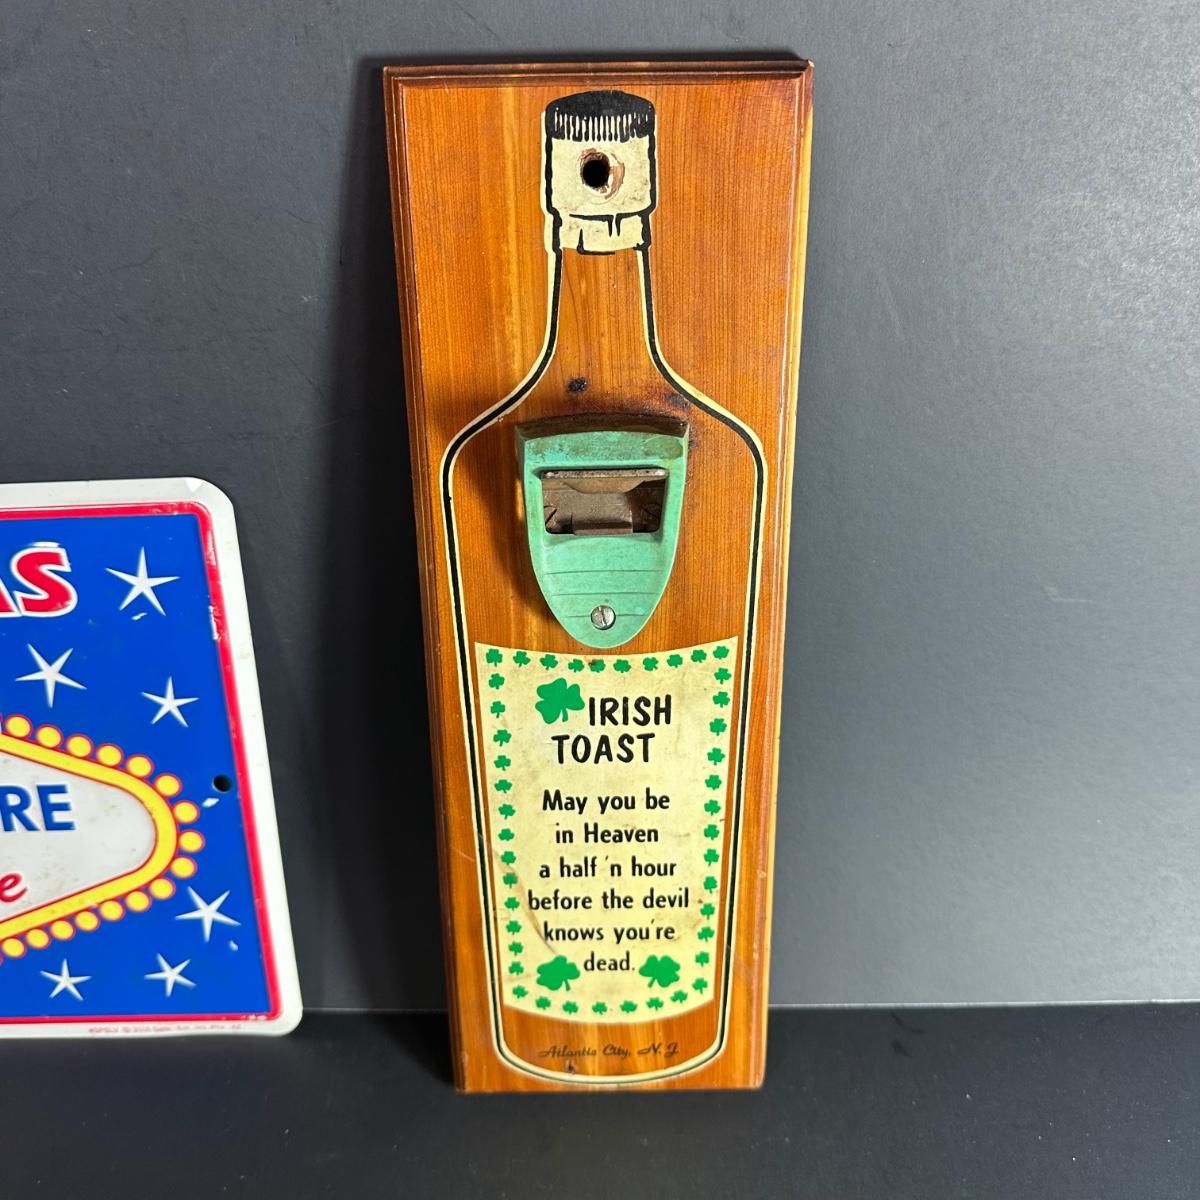 IRISH
TOAST
May you be
in Heaven
a half 'n hour
before the devil
knows you're
dead.
Atlantic City, N.J.
AS
RE
e